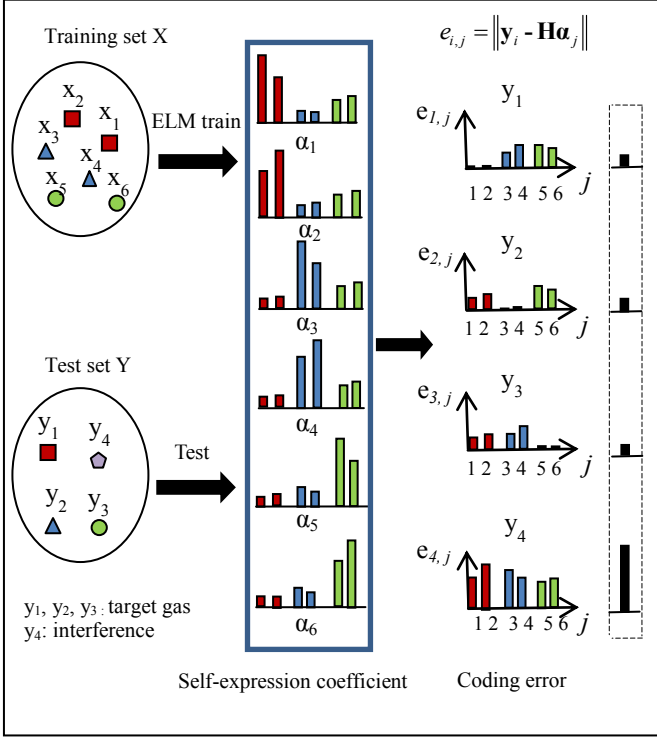 Training set X
x2
x1
x3
x4
x5
x6
ELM train
Test set Y
y1
y4
y2
y3
Test
y1, y2, y3 : target gas
y4: interference
α1
α2
α3
α4
α5
α6
Self-expression coefficient
e_{i,j} = ‖y_i - Hα_j‖
y1
e1, j
1 2 3 4 5 6 j
y2
e2, j
1 2 3 4 5 6 j
y3
e3, j
1 2 3 4 5 6 j
y4
e4, j
1 2 3 4 5 6 j
Coding error